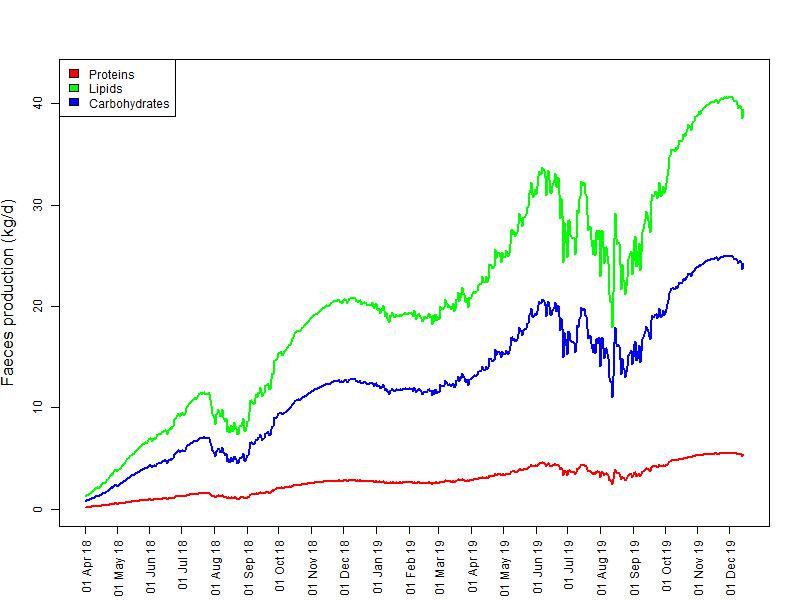 Proteins
Lipids
Carbohydrates
Faeces production (kg/d)
40
30
20
10
0
01 Apr 18
01 May 18
01 Jun 18
01 Jul 18
01 Aug 18
01 Sep 18
01 Oct 18
01 Nov 18
01 Dec 18
01 Jan 19
01 Feb 19
01 Mar 19
01 Apr 19
01 May 19
01 Jun 19
01 Jul 19
01 Aug 19
01 Sep 19
01 Oct 19
01 Nov 19
01 Dec 19